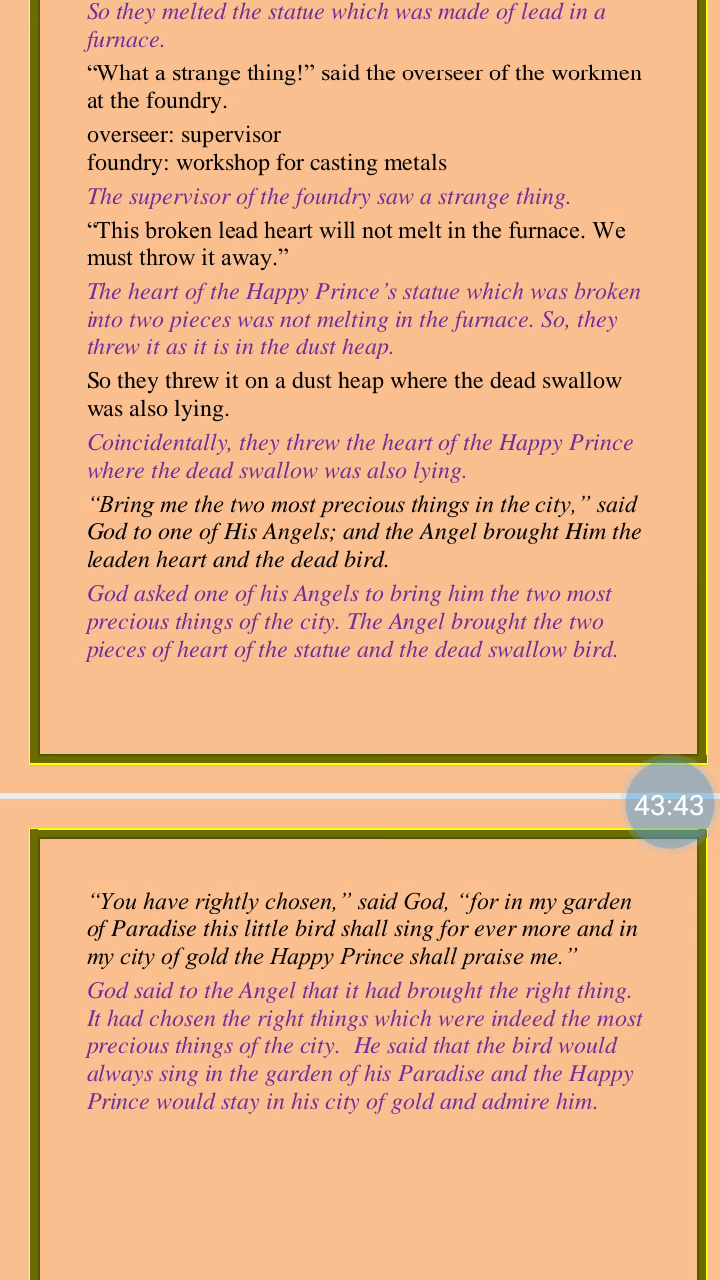 So they melted the statue which was made of lead in a
furnace.
“What a strange thing!” said the overseer of the workmen
at the foundry.
overseer: supervisor
foundry: workshop for casting metals
The supervisor of the foundry saw a strange thing.
“This broken lead heart will not melt in the furnace. We
must throw it away.”
The heart of the Happy Prince’s statue which was broken
into two pieces was not melting in the furnace. So, they
threw it as it is in the dust heap.
So they threw it on a dust heap where the dead swallow
was also lying.
Coincidentally, they threw the heart of the Happy Prince
where the dead swallow was also lying.
“Bring me the two most precious things in the city,” said
God to one of His Angels; and the Angel brought Him the
leaden heart and the dead bird.
God asked one of his Angels to bring him the two most
precious things of the city. The Angel brought the two
pieces of heart of the statue and the dead swallow bird.
43:43
“You have rightly chosen,” said God, “for in my garden
of Paradise this little bird shall sing for ever more and in
my city of gold the Happy Prince shall praise me.”
God said to the Angel that it had brought the right thing.
It had chosen the right things which were indeed the most
precious things of the city.  He said that the bird would
always sing in the garden of his Paradise and the Happy
Prince would stay in his city of gold and admire him.